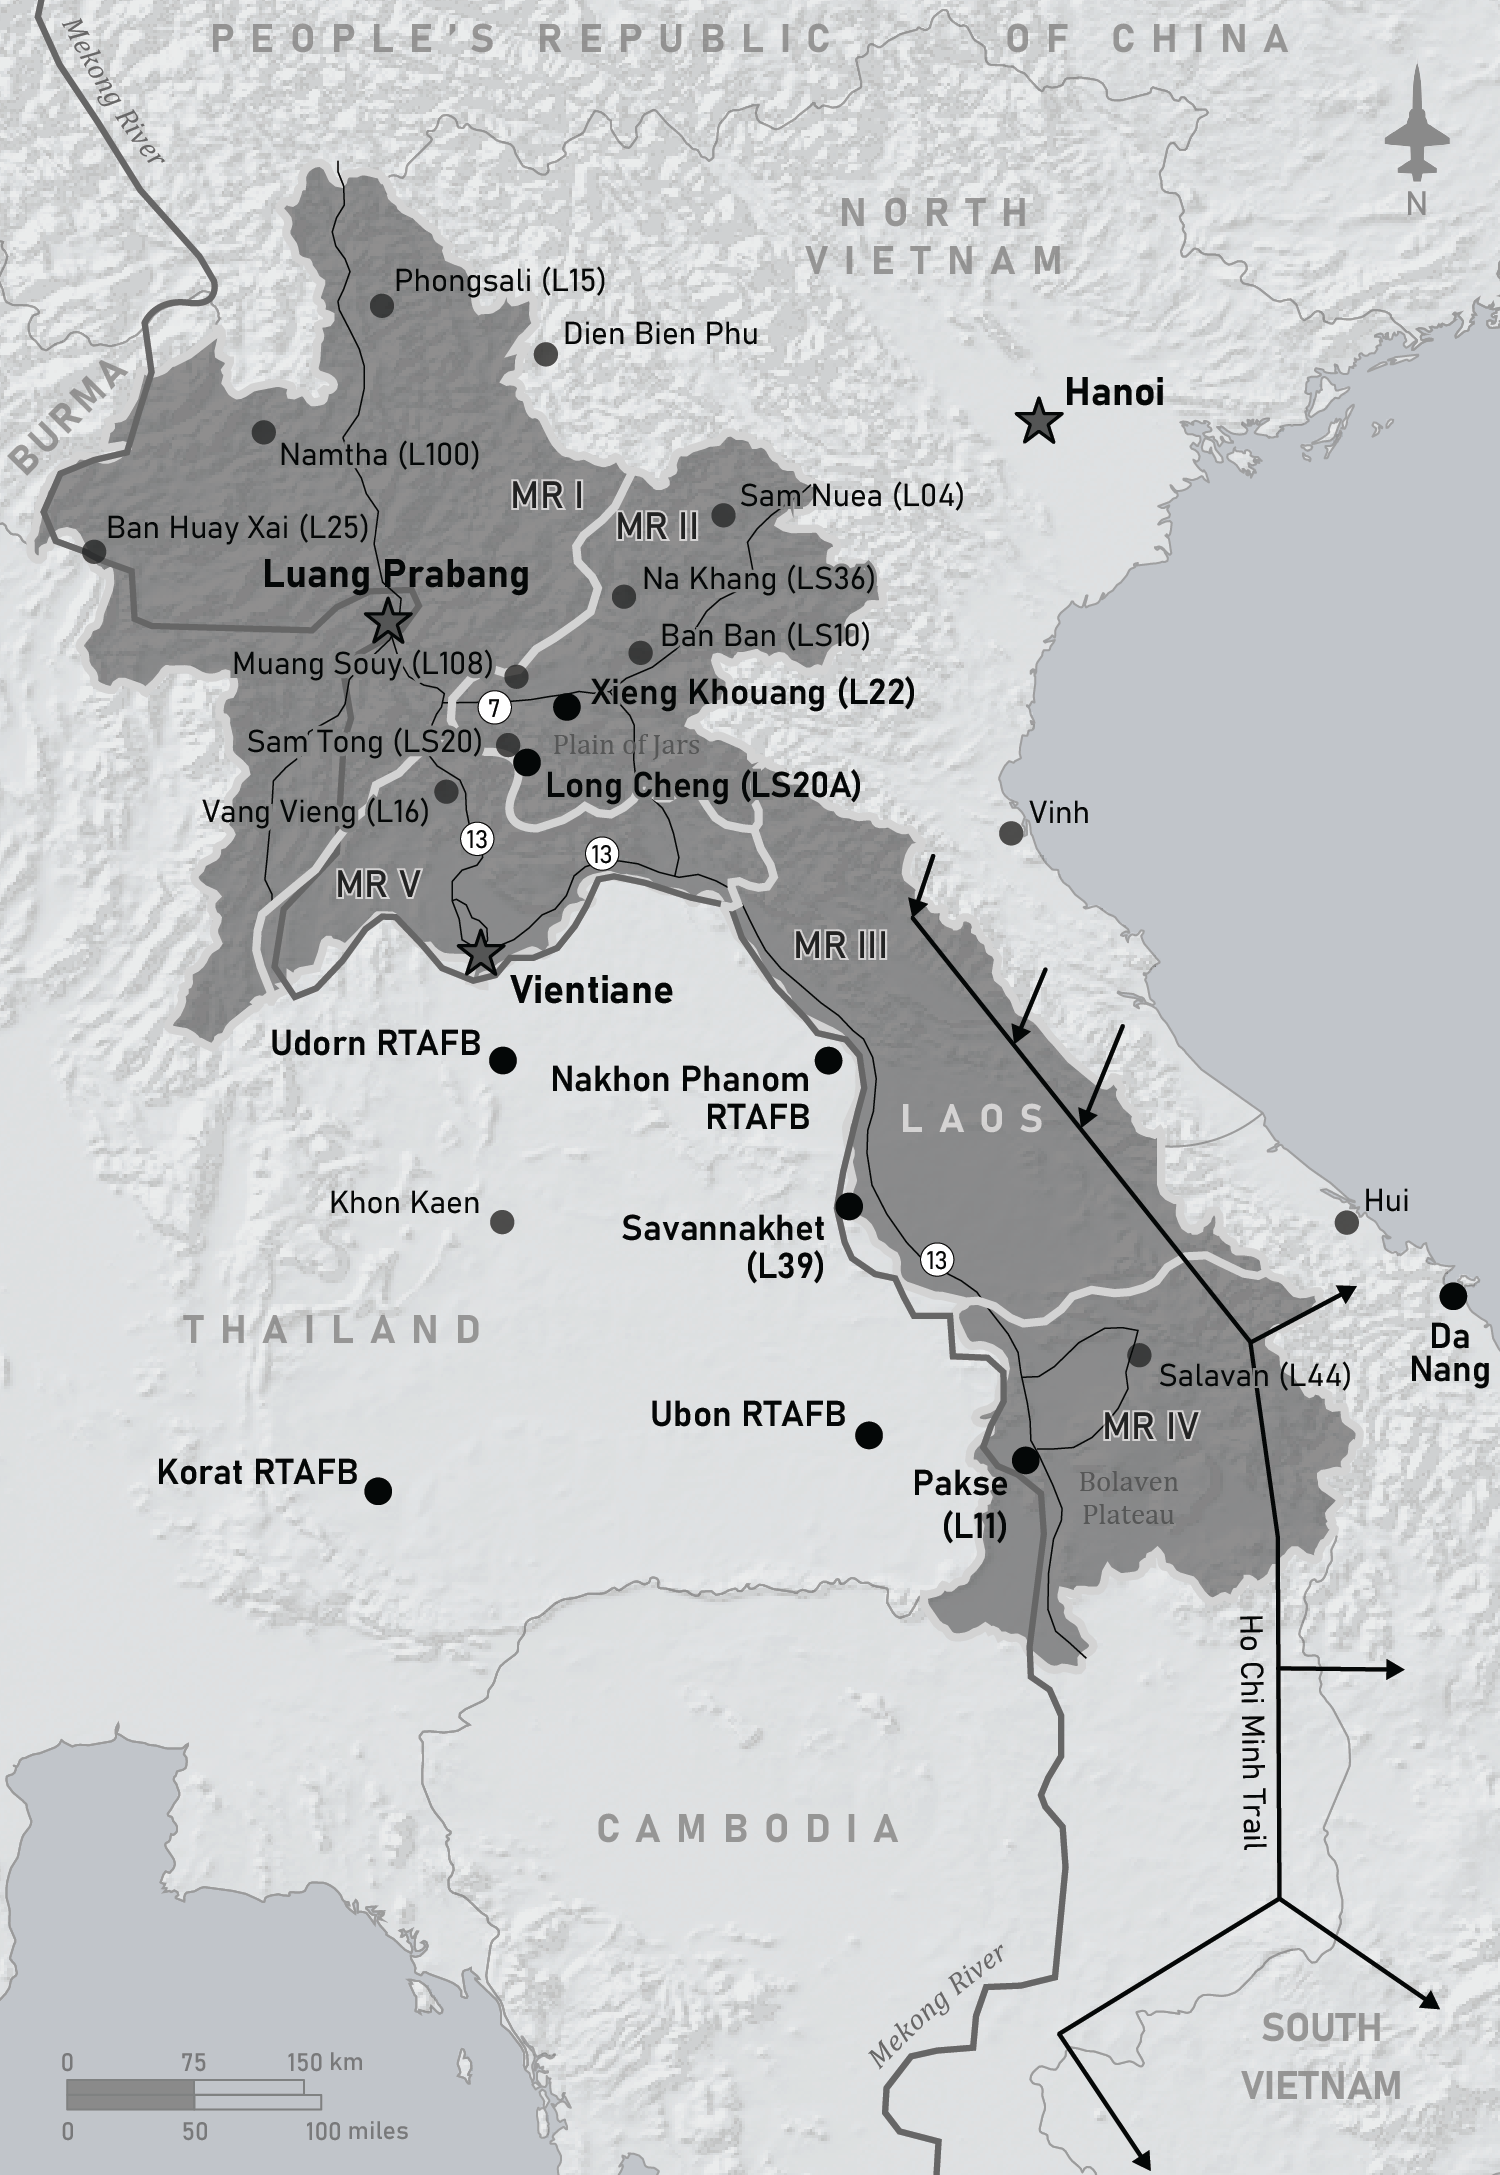 PEOPLE'S REPUBLIC OF CHINA
Mekong River
N
NORTH
VIETNAM
Phongsali (L15)
Dien Bien Phu
BURMA
Hanoi
Namtha (L100)
MR I
Sam Nuea (L04)
MR II
Ban Huay Xai (L25)
Luang Prabang
Na Khang (LS36)
Ban Ban (LS10)
Muang Souy (L108)
Xieng Khouang (L22)
7
Sam Tong (LS20)
Plain of Jars
Long Cheng (LS20A)
Vang Vieng (L16)
Vinh
13
13
MR V
MR III
Vientiane
Udorn RTAFB
Nakhon Phanom
RTAFB
LAOS
Khon Kaen
Hui
Savannakhet
(L39)
13
THAILAND
Da
Nang
Salavan (L44)
Ubon RTAFB
MR IV
Korat RTAFB
Pakse
(L11)
Bolaven
Plateau
Ho Chi Minh Trail
CAMBODIA
Mekong River
SOUTH
VIETNAM
0 75 150 km
0 50 100 miles